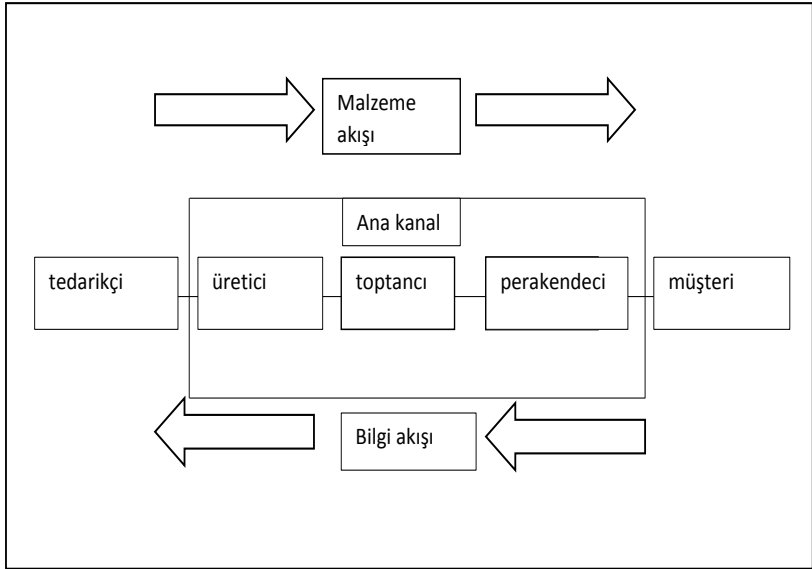 Malzeme
akışı
Ana kanal
tedarikçi
üretici
toptancı
perakendeci
müşteri
Bilgi akışı